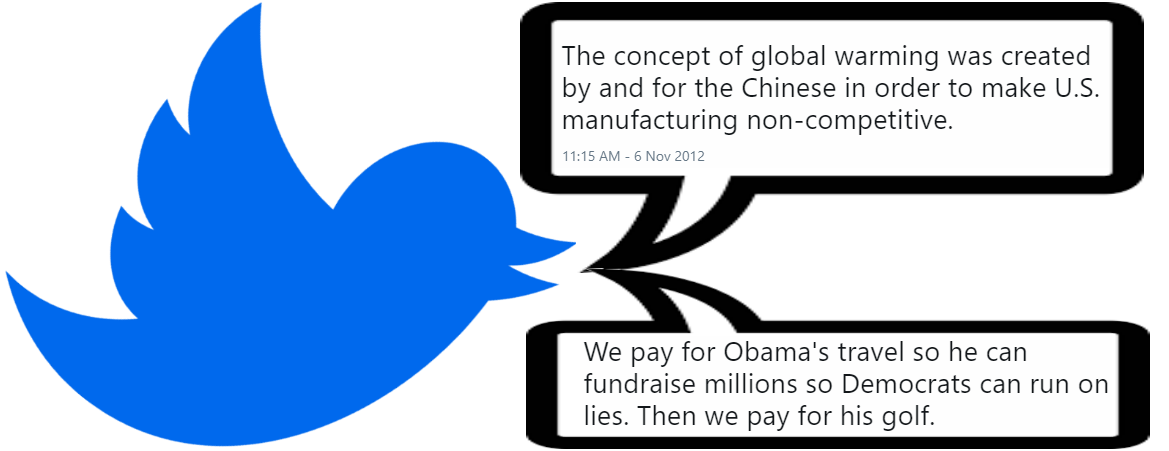 The concept of global warming was created
by and for the Chinese in order to make U.S.
manufacturing non-competitive.
11:15 AM - 6 Nov 2012
We pay for Obama's travel so he can
fundraise millions so Democrats can run on
lies. Then we pay for his golf.